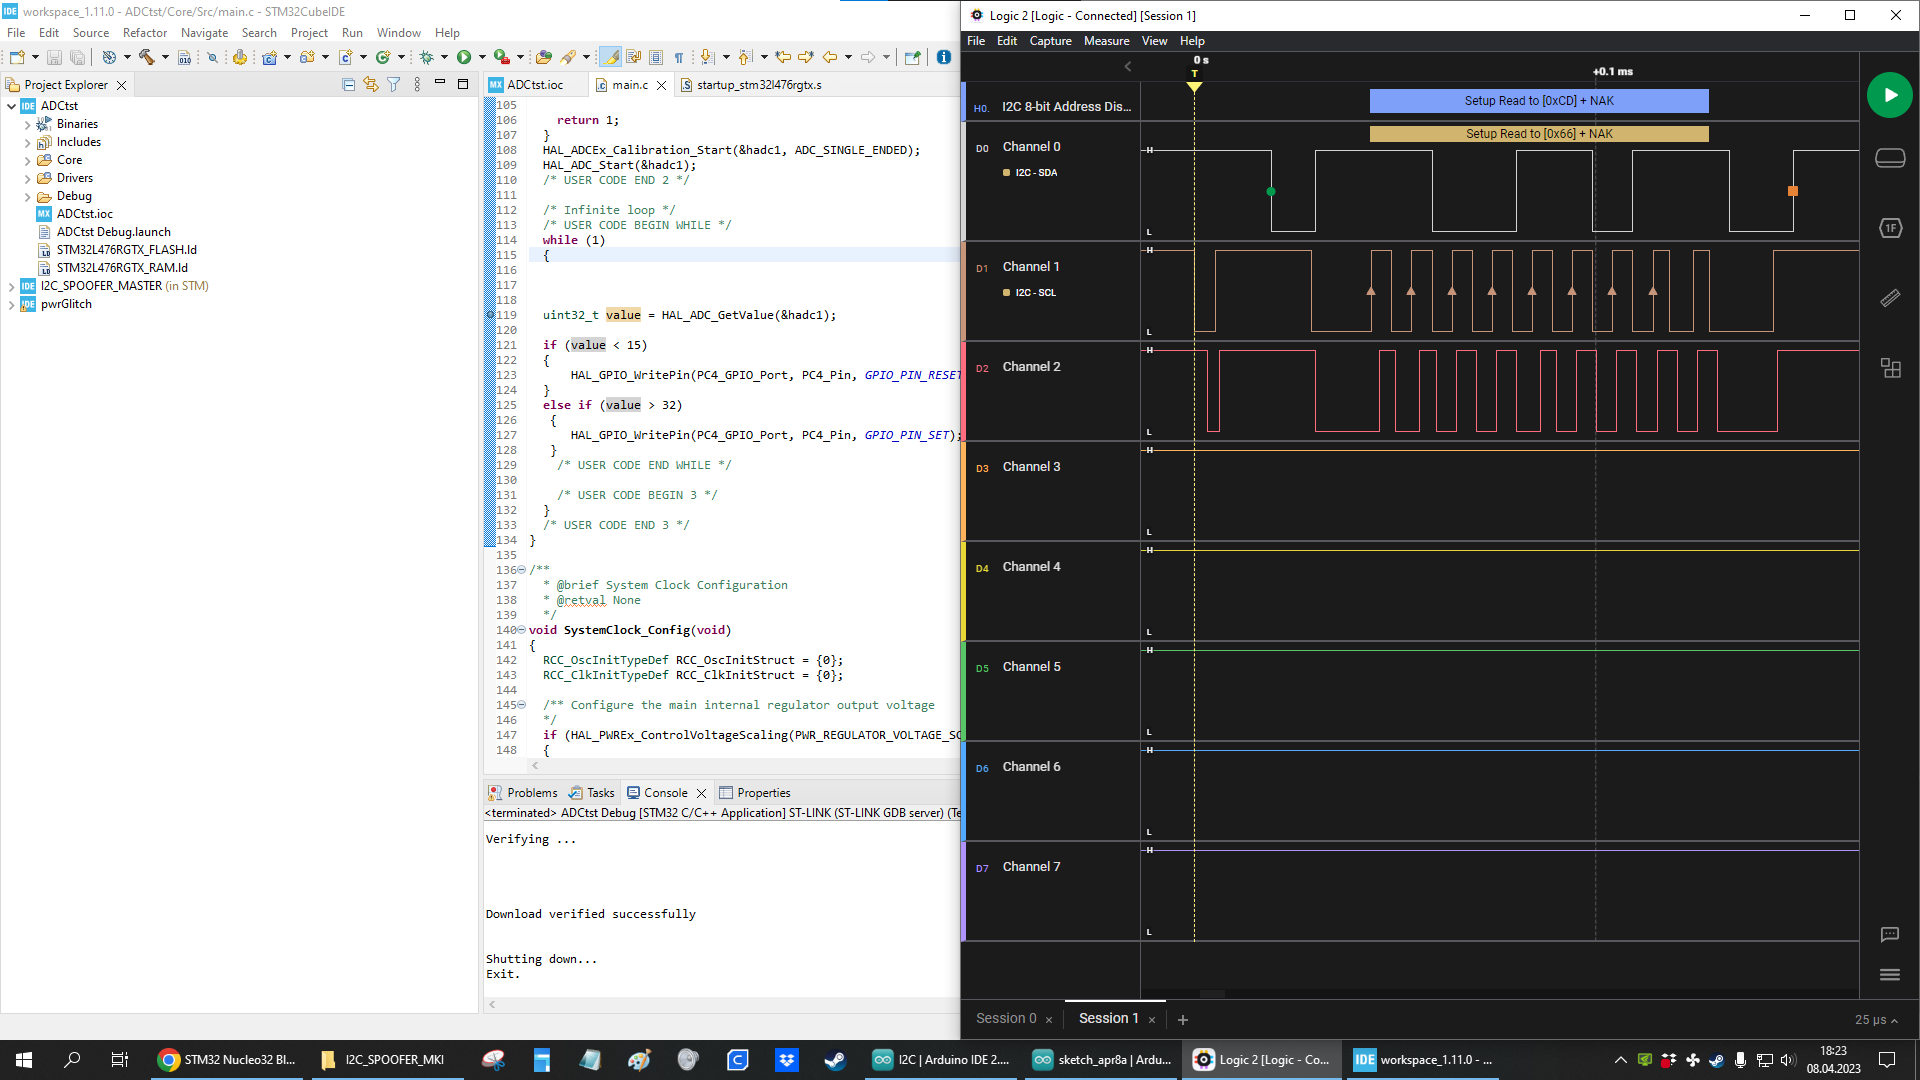 workspace_1.11.0 - ADCtst/Core/Src/main.c - STM32CubeIDE
File Edit Source Refactor Navigate Search Project Run Window Help
Project Explorer
ADCtst
Binaries
Includes
Core
Drivers
Debug
ADCtst.ioc
ADCtst Debug.launch
STM32L476RGTX_FLASH.ld
STM32L476RGTX_RAM.ld
I2C_SPOOFER_MASTER (in STM)
pwrGlitch
ADCtst.ioc main.c startup_stm32l476rgtx.s
105
106 return 1;
107 }
108 HAL_ADCEx_Calibration_Start(&hadc1, ADC_SINGLE_ENDED);
109 HAL_ADC_Start(&hadc1);
110 /* USER CODE END 2 */
111
112 /* Infinite loop */
113 /* USER CODE BEGIN WHILE */
114 while (1)
115 {
116
117
118
119 uint32_t value = HAL_ADC_GetValue(&hadc1);
120
121 if (value < 15)
122 {
123 HAL_GPIO_WritePin(PC4_GPIO_Port, PC4_Pin, GPIO_PIN_RESET
124 }
125 else if (value > 32)
126 {
127 HAL_GPIO_WritePin(PC4_GPIO_Port, PC4_Pin, GPIO_PIN_SET);
128 }
129 /* USER CODE END WHILE */
130
131 /* USER CODE BEGIN 3 */
132 }
133 /* USER CODE END 3 */
134 }
135
136 /**
137 * @brief System Clock Configuration
138 * @retval None
139 */
140 void SystemClock_Config(void)
141 {
142 RCC_OscInitTypeDef RCC_OscInitStruct = {0};
143 RCC_ClkInitTypeDef RCC_ClkInitStruct = {0};
144
145 /** Configure the main internal regulator output voltage
146 */
147 if (HAL_PWREx_ControlVoltageScaling(PWR_REGULATOR_VOLTAGE_SC
148 {
Problems Tasks Console Properties
<terminated> ADCtst Debug [STM32 C/C++ Application] ST-LINK (ST-LINK GDB server) (Te
Verifying ...
Download verified successfully
Shutting down...
Exit.
Logic 2 [Logic - Connected] [Session 1]
File Edit Capture Measure View Help
0 s
T
+0.1 ms
H0. I2C 8-bit Address Dis...
Setup Read to [0xCD] + NAK
Setup Read to [0x66] + NAK
D0 Channel 0
I2C - SDA
H
L
D1 Channel 1
I2C - SCL
H
L
D2 Channel 2
H
L
D3 Channel 3
H
L
D4 Channel 4
H
L
D5 Channel 5
H
L
D6 Channel 6
H
L
D7 Channel 7
H
L
1F
Session 0 Session 1
25 µs
STM32 Nucleo32 Bl...
I2C_SPOOFER_MKI
I2C | Arduino IDE 2....
sketch_apr8a | Ardu...
Logic 2 [Logic - Co...
workspace_1.11.0 - ...
18:23
08.04.2023